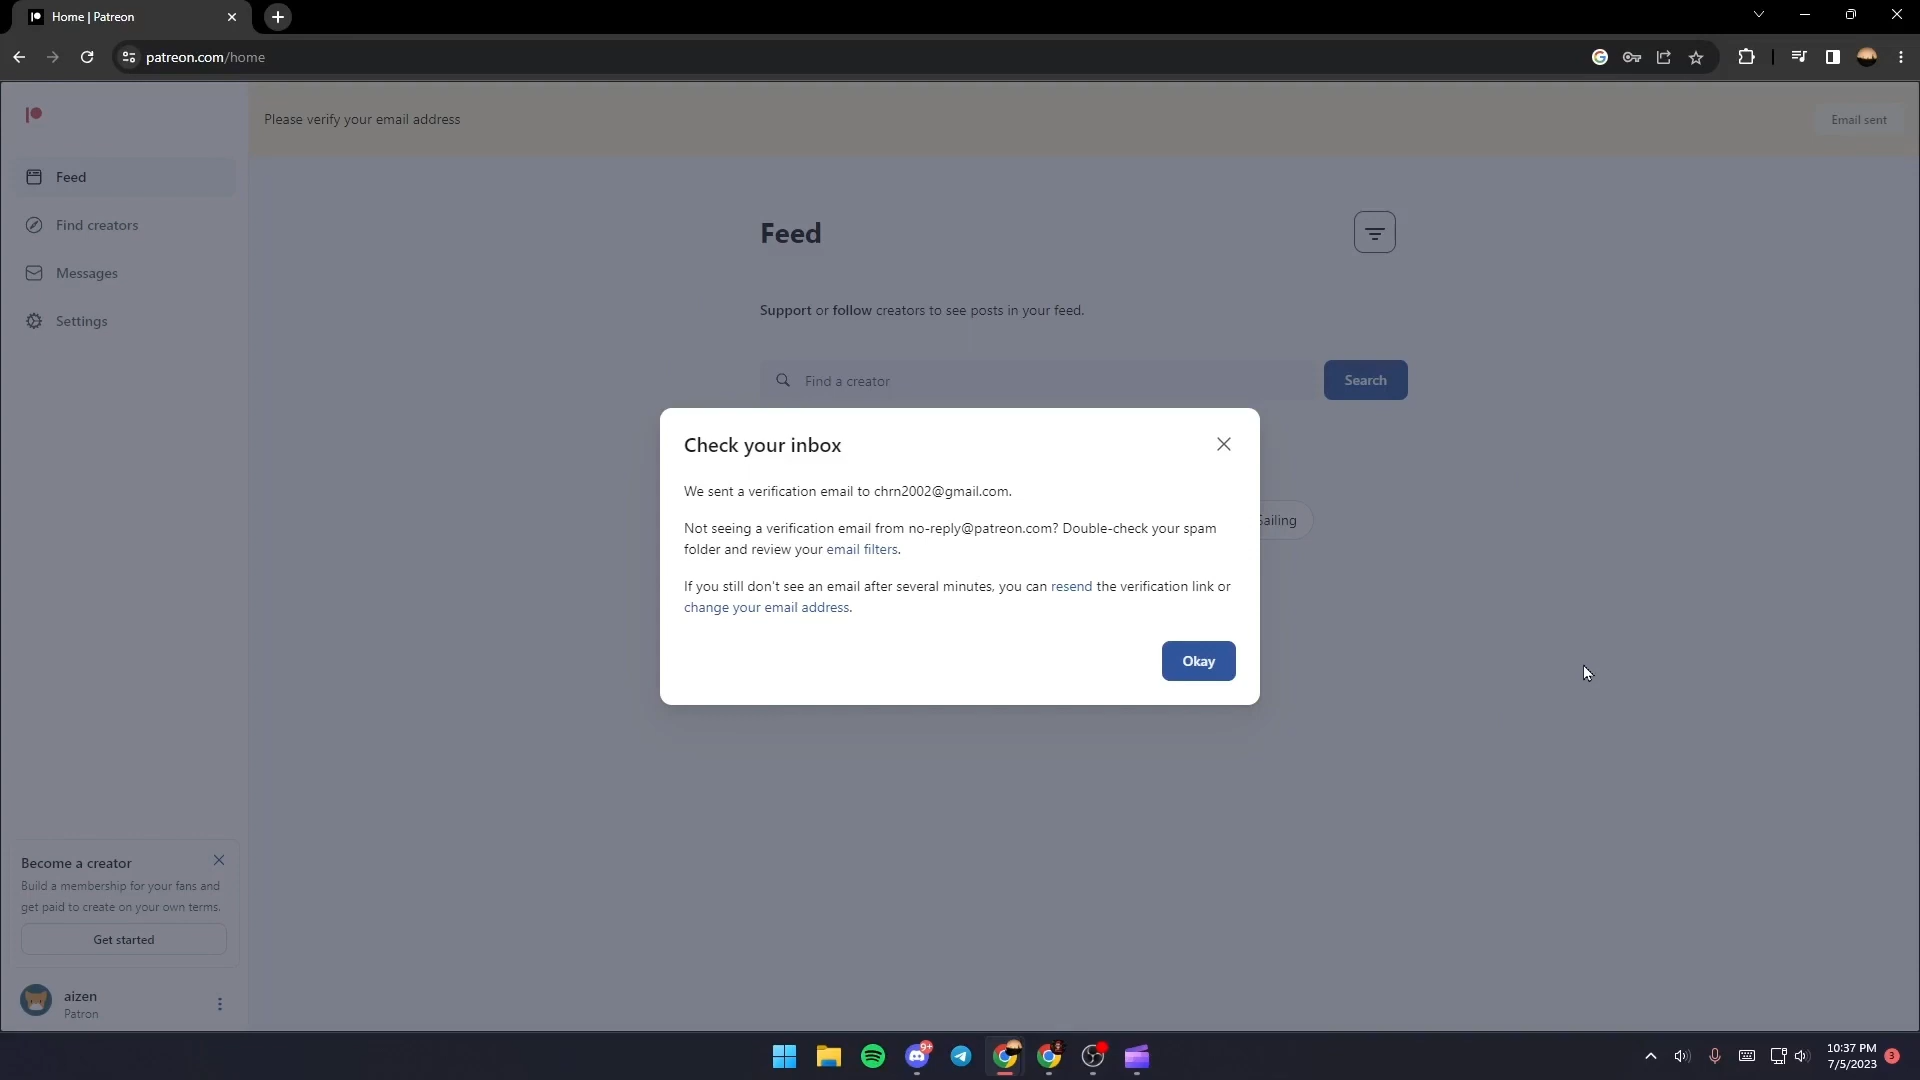 Home | Patreon
patreon.com/home
Please verify your email address
Email sent
Feed
Find creators
Messages
Settings
Feed
Support or follow creators to see posts in your feed.
Find a creator
Search
Sailing
Check your inbox
We sent a verification email to chrn2002@gmail.com.
Not seeing a verification email from no-reply@patreon.com? Double-check your spam
folder and review your email filters.
If you still don't see an email after several minutes, you can resend the verification link or
change your email address.
Okay
Become a creator
Build a membership for your fans and
get paid to create on your own terms.
Get started
aizen
Patron
9+
10:37 PM
7/5/2023
3